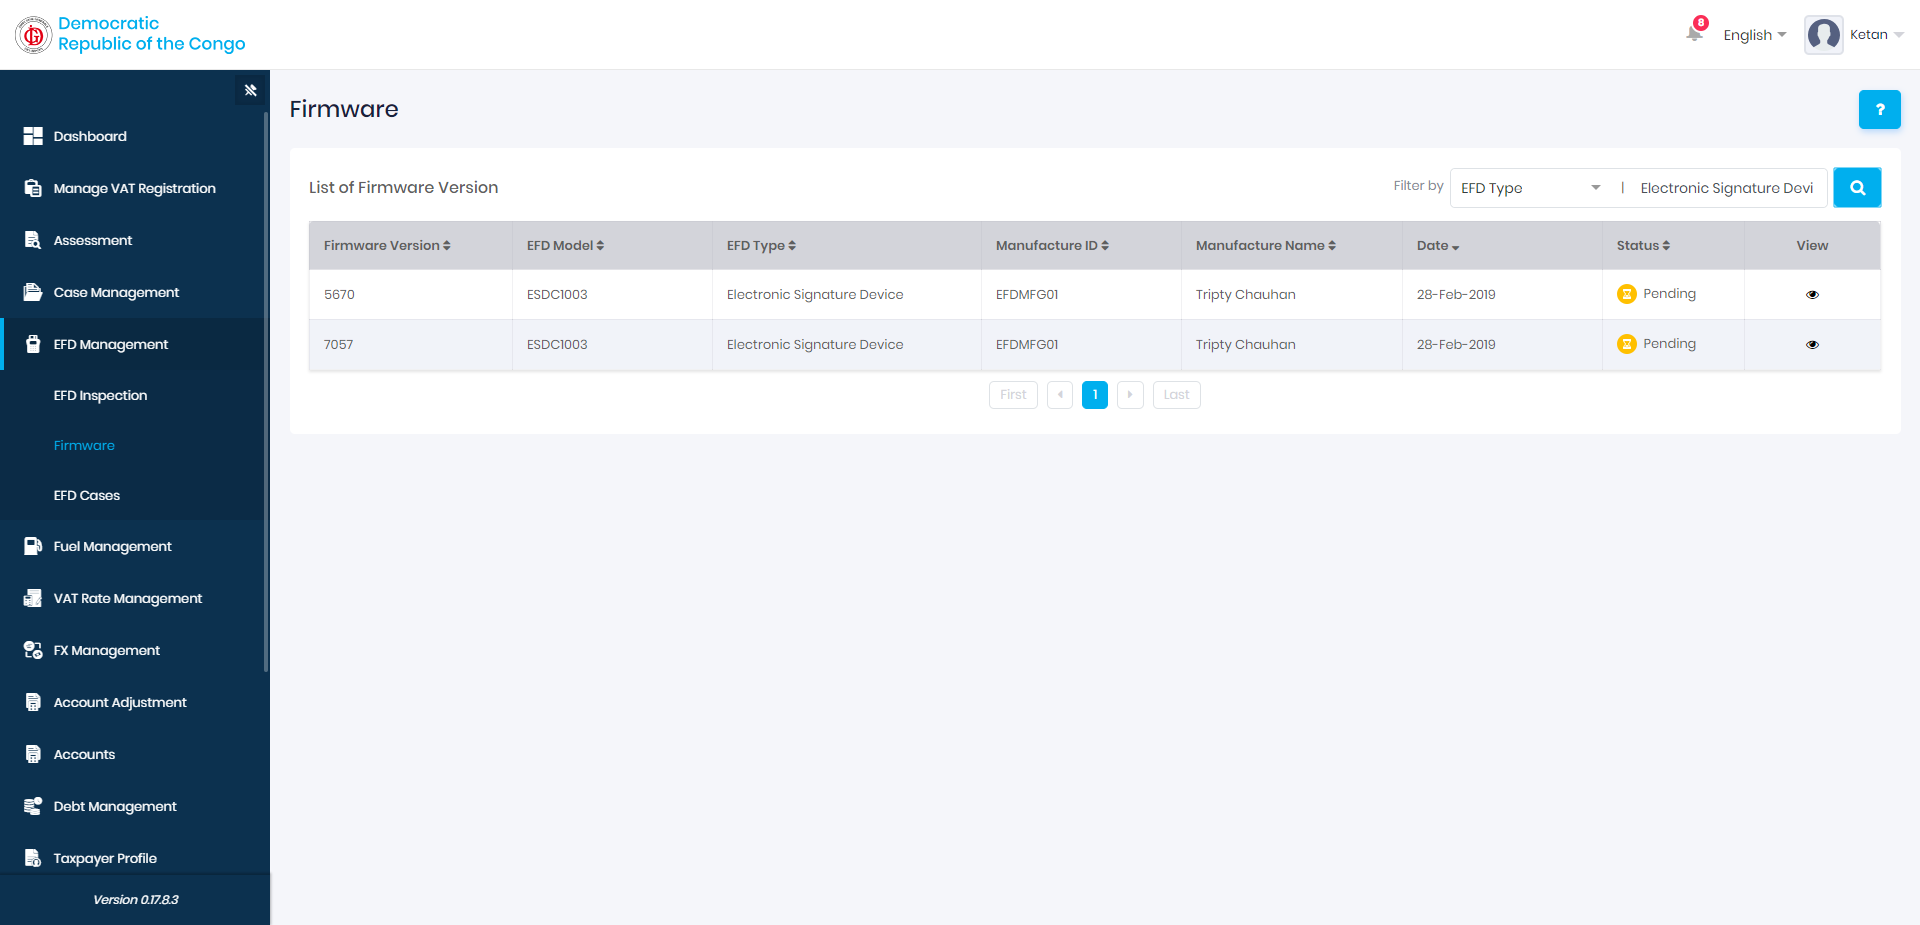 Democratic
Republic of the Congo
8
English
Ketan
Dashboard
Manage VAT Registration
Assessment
Case Management
EFD Management
EFD Inspection
Firmware
EFD Cases
Fuel Management
VAT Rate Management
FX Management
Account Adjustment
Accounts
Debt Management
Taxpayer Profile
Version 0.17.8.3
Firmware
?
List of Firmware Version
Filter by EFD Type | Electronic Signature Devi
Firmware Version EFD Model EFD Type Manufacture ID Manufacture Name Date Status View
5670 ESDC1003 Electronic Signature Device EFDMFG01 Tripty Chauhan 28-Feb-2019 Pending
7057 ESDC1003 Electronic Signature Device EFDMFG01 Tripty Chauhan 28-Feb-2019 Pending
First 1 Last